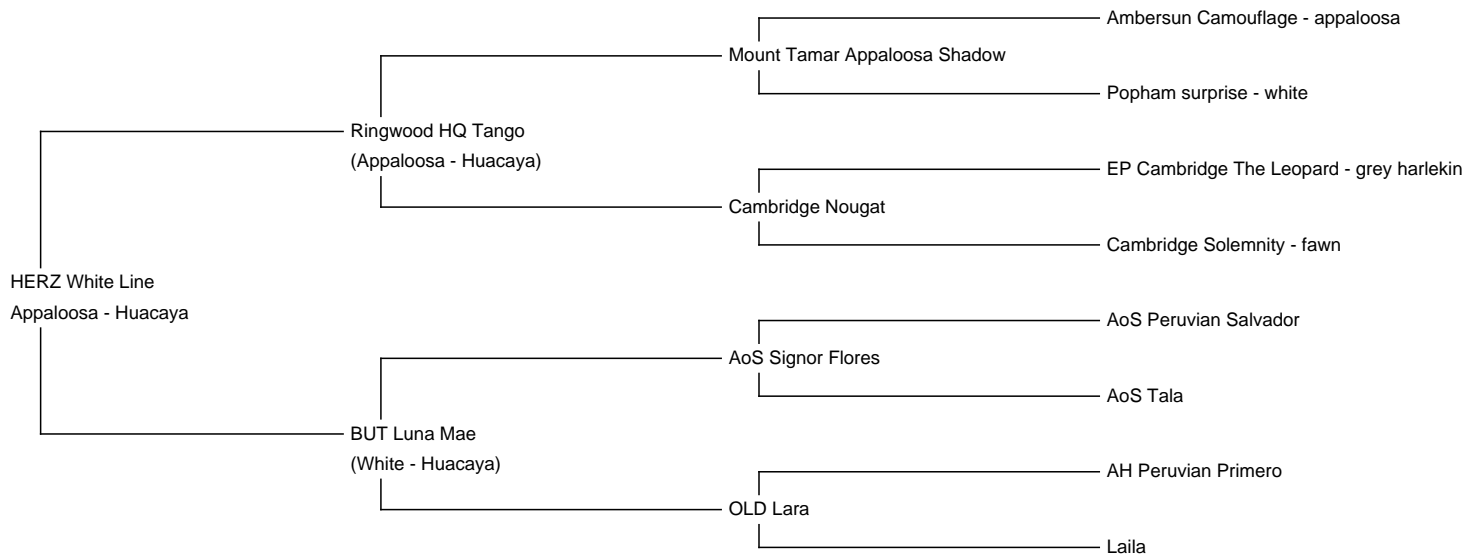 Ambersun Camouflage - appaloosa
Mount Tamar Appaloosa Shadow
Popham surprise - white
Ringwood HQ Tango
(Appaloosa - Huacaya)
EP Cambridge The Leopard - grey harlekin
Cambridge Nougat
Cambridge Solemnity - fawn
HERZ White Line
Appaloosa - Huacaya
AoS Peruvian Salvador
AoS Signor Flores
AoS Tala
BUT Luna Mae
(White - Huacaya)
AH Peruvian Primero
OLD Lara
Laila